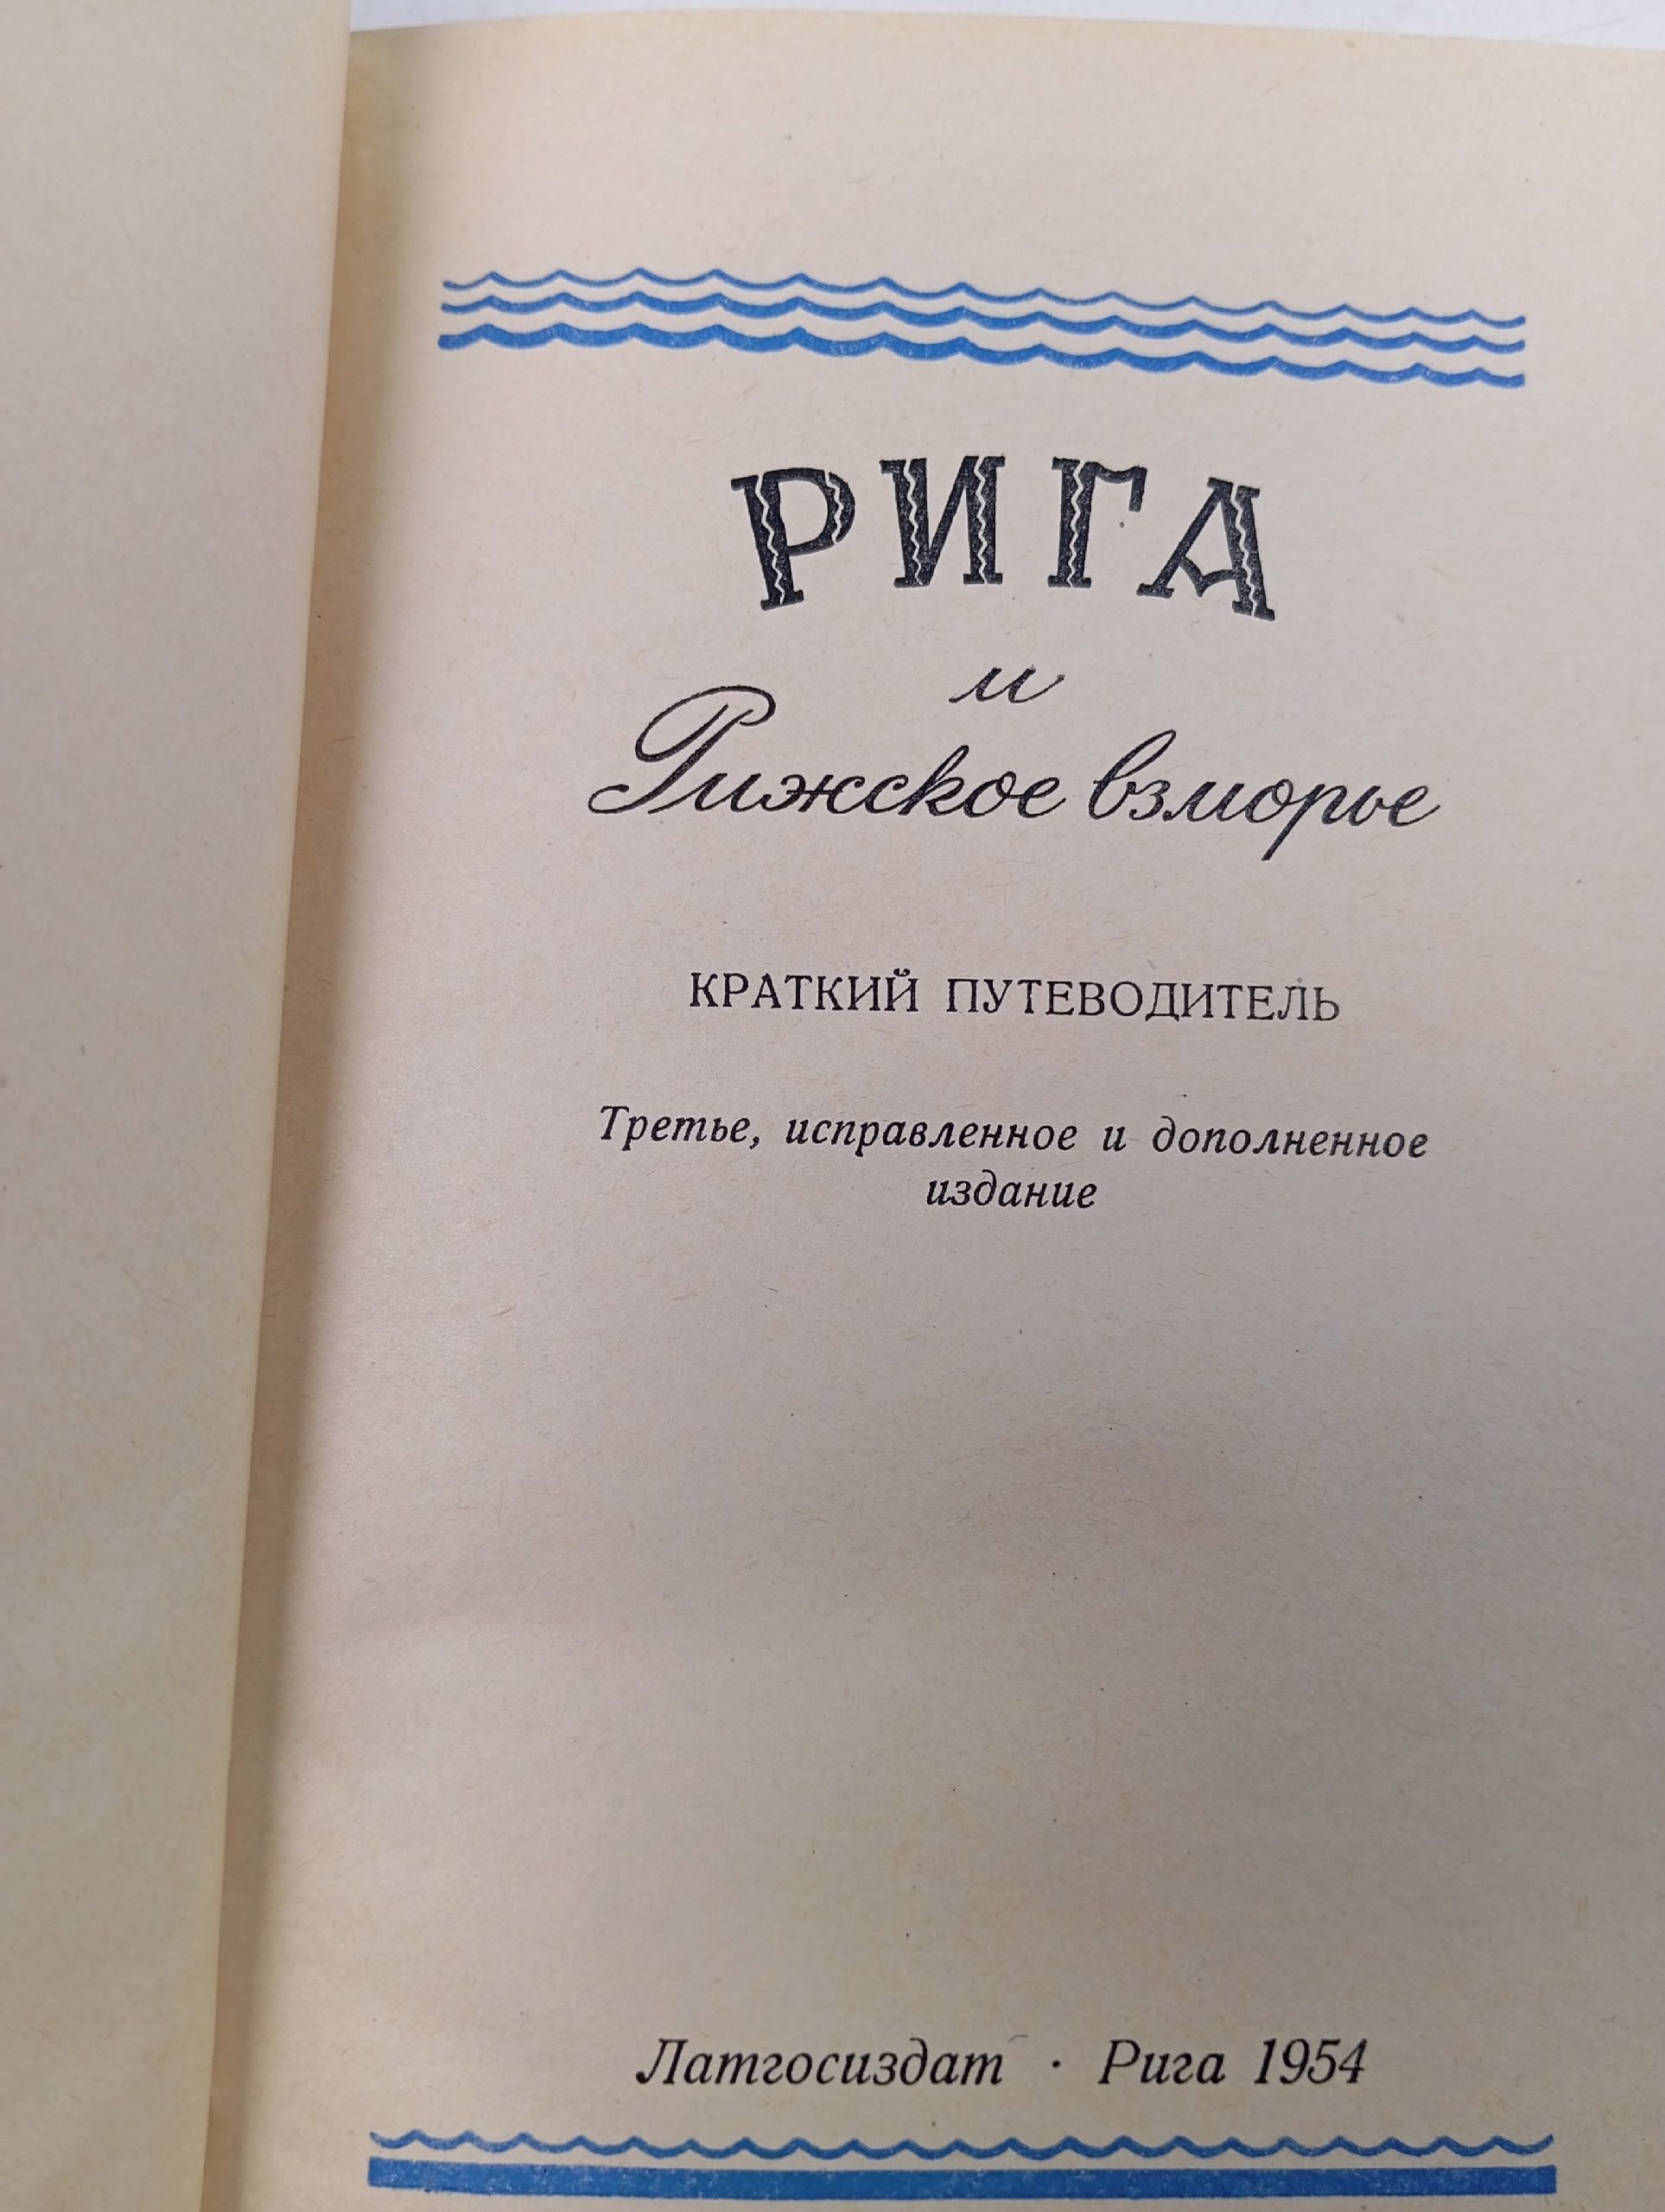 РИГА
и
Рижское взморье
КРАТКИЙ ПУТЕВОДИТЕЛЬ
Третье, исправленное и дополненное
издание
Латгосиздат · Рига 1954